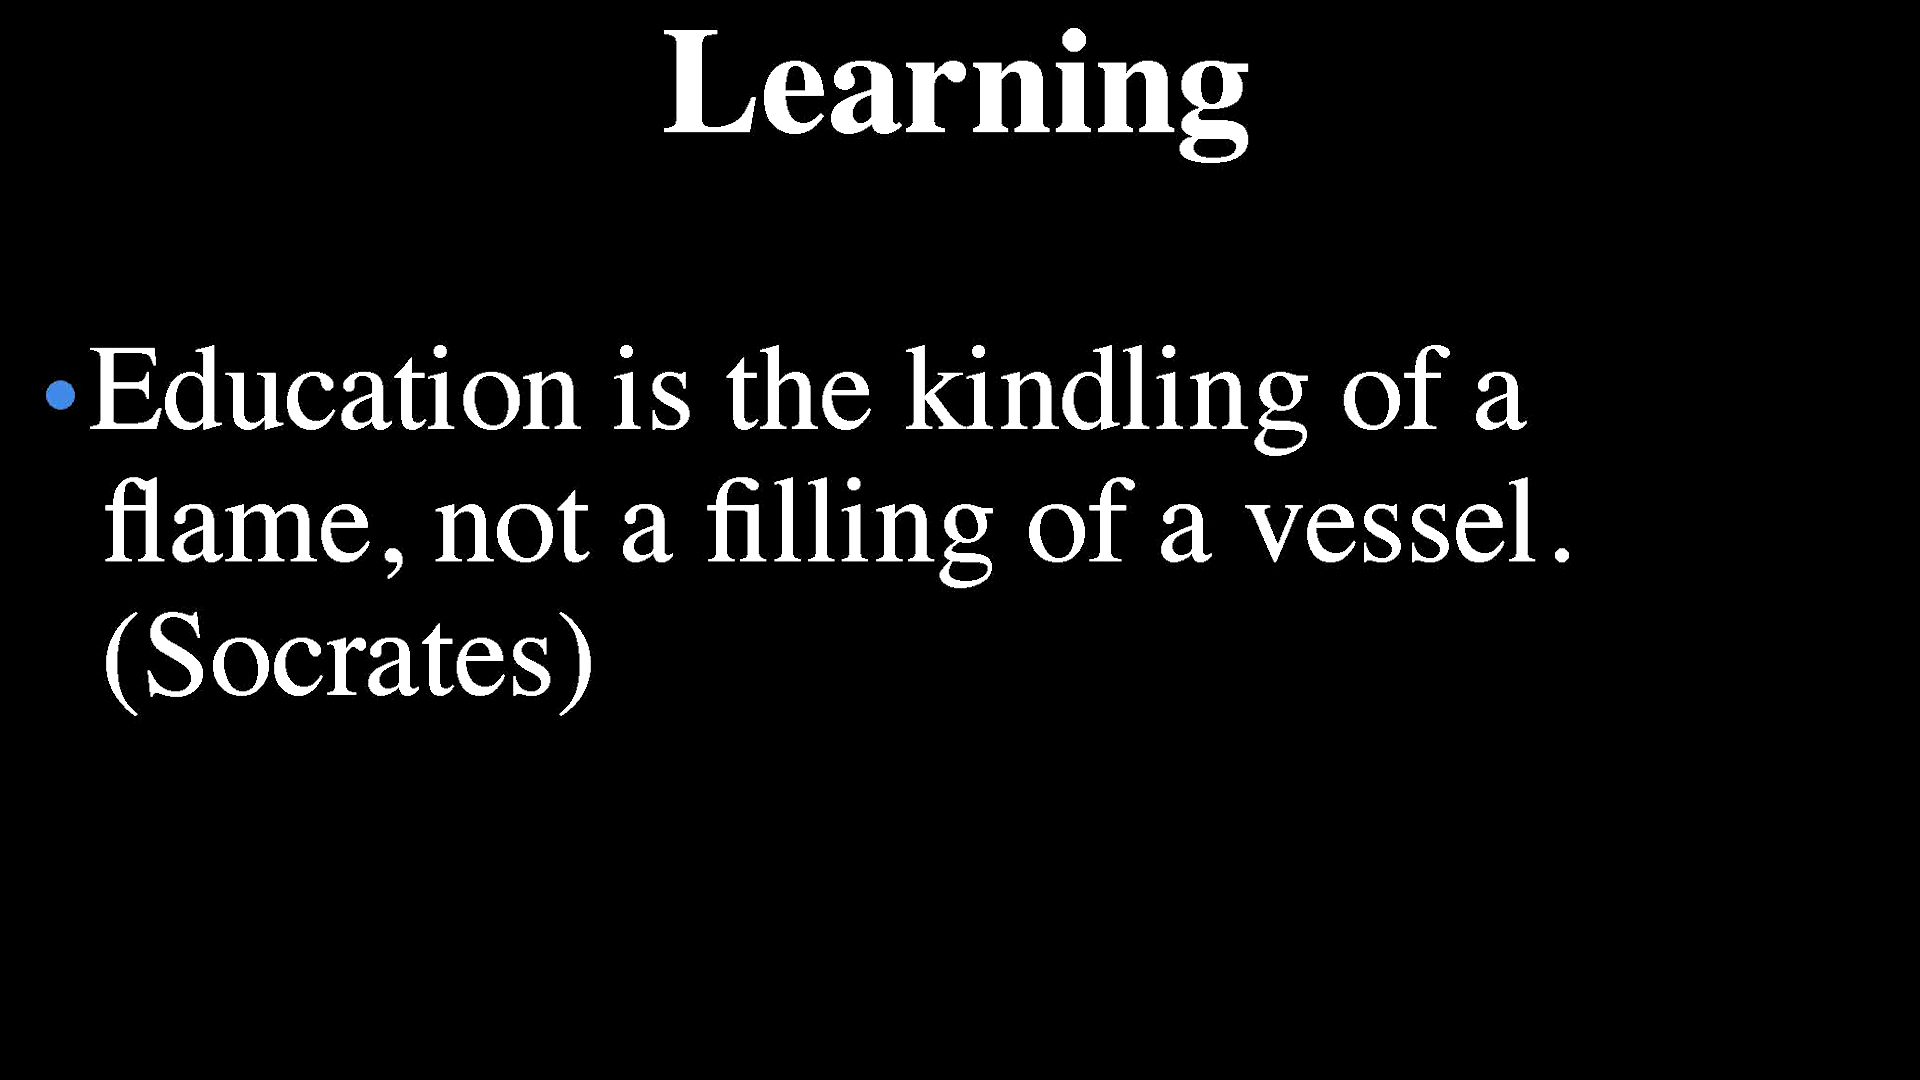 Learning
•Education is the kindling of a
flame, not a filling of a vessel.
(Socrates)